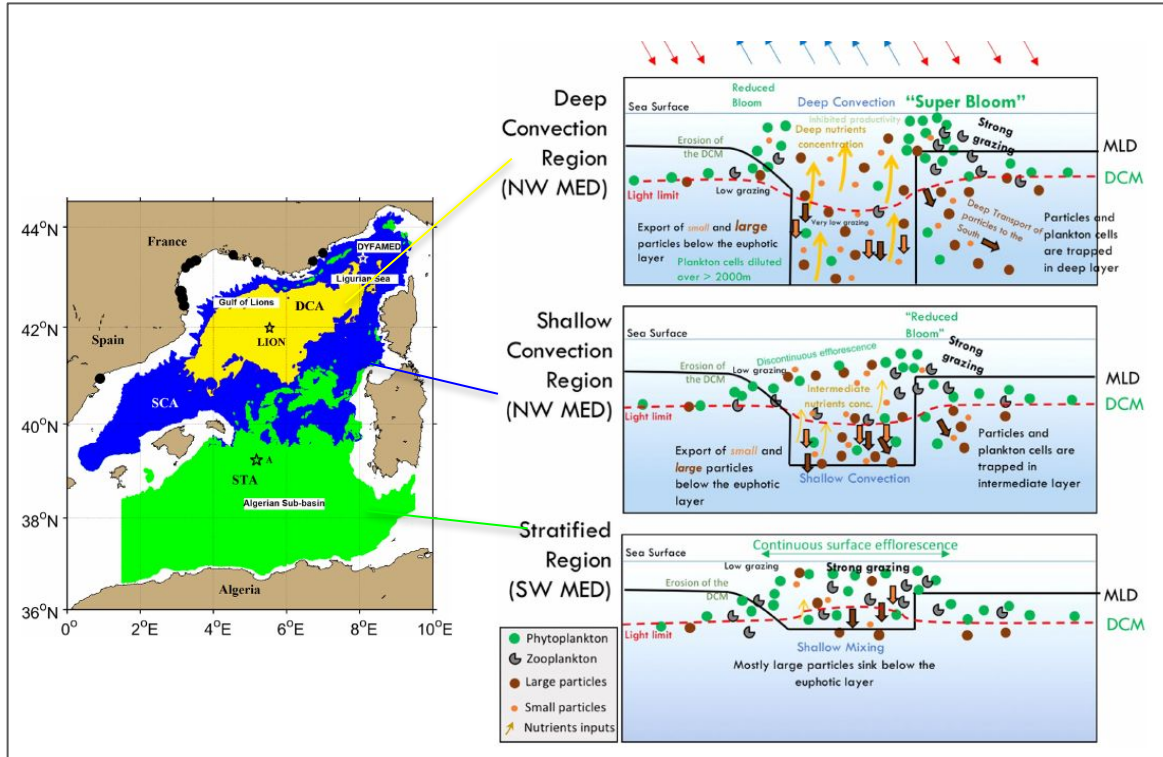 44°N
42°N
40°N
38°N
36°N
0°
2°E
4°E
6°E
8°E
10°E
France
DYFAMED
Ligurian Sea
Gulf of Lions
DCA
LION
Spain
SCA
A
STA
Algerian Sub-basin
Algeria
Deep
Convection
Region
(NW MED)
Sea Surface
Reduced
Bloom
Deep Convection
"Super Bloom"
Inhibited productivity
Deep nutrients
concentration
Strong
grazing
Erosion of
the DCM
MLD
DCM
Light limit
Low grazing
Very low grazing
Export of small and large
particles below the euphotic
layer
Plankton cells diluted
over > 2000m
Deep Transport of
particles to the
South
Particles and
plankton cells
are trapped
in deep layer
Shallow
Convection
Region
(NW MED)
Sea Surface
"Reduced
Bloom"
Strong
grazing
Discontinuous efflorescence
Erosion of
the DCM
Low grazing
MLD
DCM
Light limit
Intermediate
nutrients conc.
Export of small and
large particles
below the euphotic
layer
Shallow Convection
Particles and
plankton cells are
trapped in
intermediate layer
Stratified
Region
(SW MED)
Sea Surface
Continuous surface efflorescence
Low grazing
Strong grazing
Erosion of the
DCM
MLD
DCM
Light limit
Shallow Mixing
Mostly large particles sink below the
euphotic layer
Phytoplankton
Zooplankton
Large particles
Small particles
Nutrients inputs